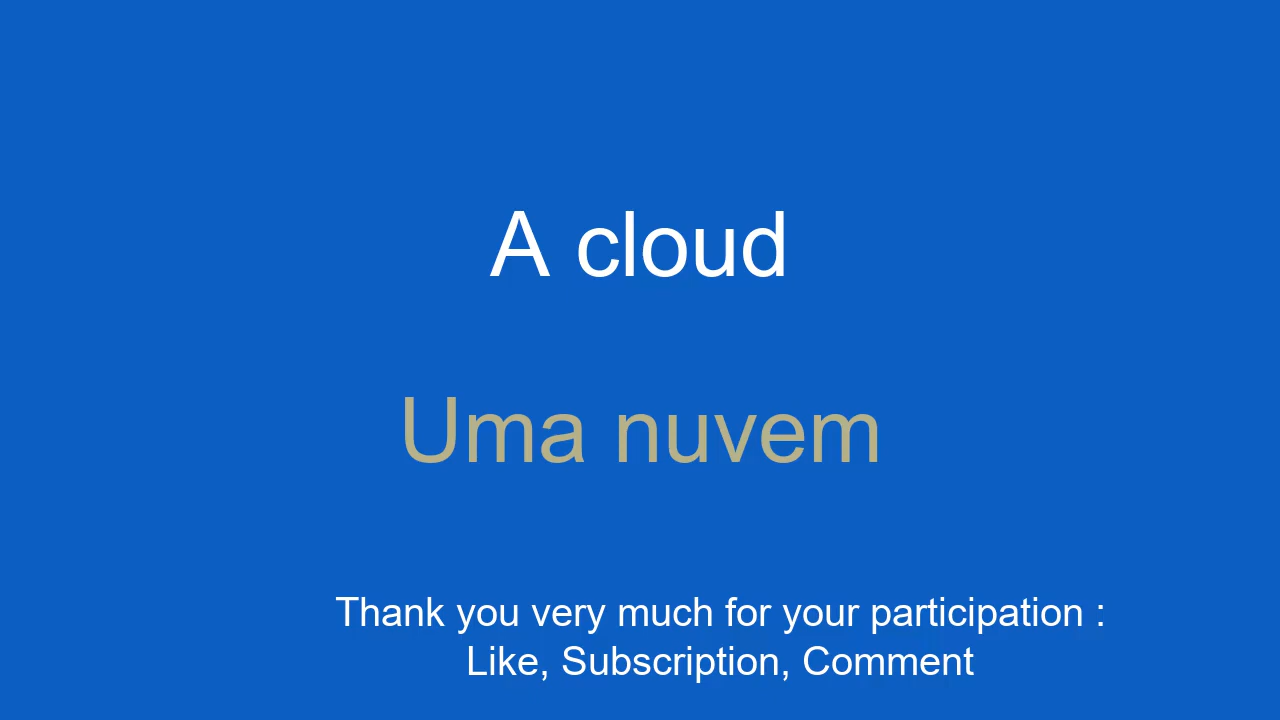 A cloud
Uma nuvem
Thank you very much for your participation :
Like, Subscription, Comment